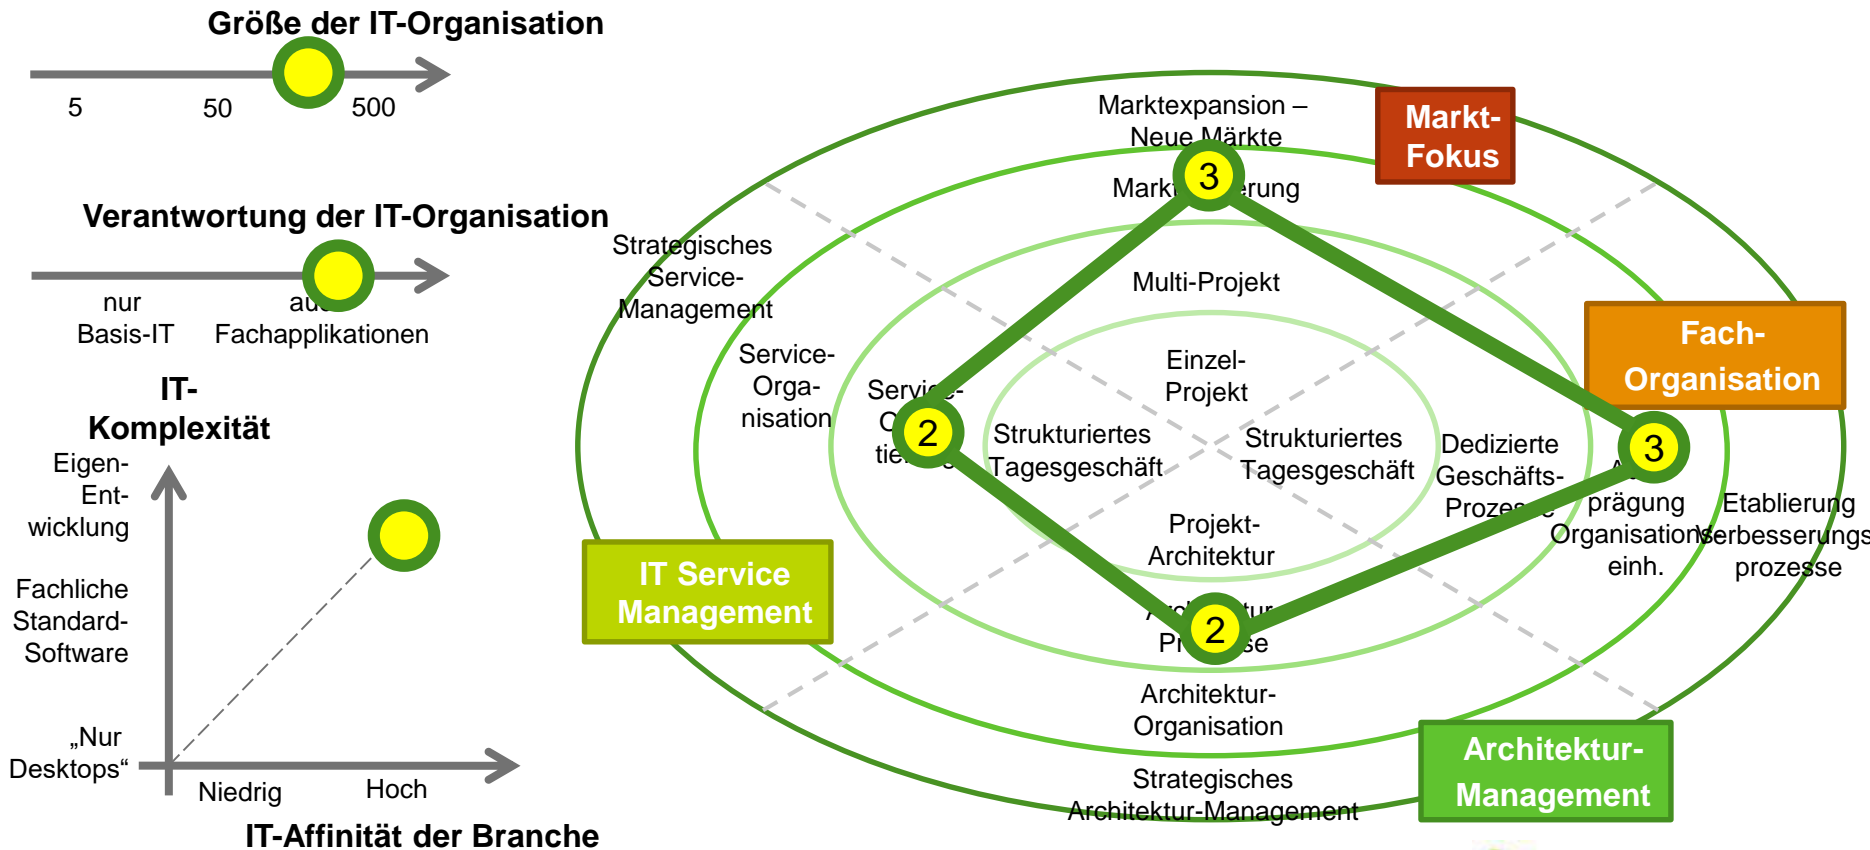 Größe der IT-Organisation
5 50 500
Verantwortung der IT-Organisation
nur
Basis-IT
Fachapplikationen
IT-
Komplexität
Eigen-
Ent-
wicklung
Fachliche
Standard-
Software
„Nur
Desktops“
Niedrig Hoch
IT-Affinität der Branche
Marktexpansion –
Neue Märkte
3
Multi-Projekt
Einzel-
Projekt
Markt-
Fokus
Strategisches
Service-
Management
Service-
Orga-
nisation
Service-
2
Strukturiertes
Tagesgeschäft
Strukturiertes
Tagesgeschäft
Dedizierte
Geschäfts-
Prozesse
3
prägung
Organisations-
einh.
Etablierung
Verbesserungs
prozesse
Fach-
Organisation
IT Service
Management
Projekt-
Architektur
2
Architektur-
Organisation
Strategisches
Architektur-Management
Architektur-
Management